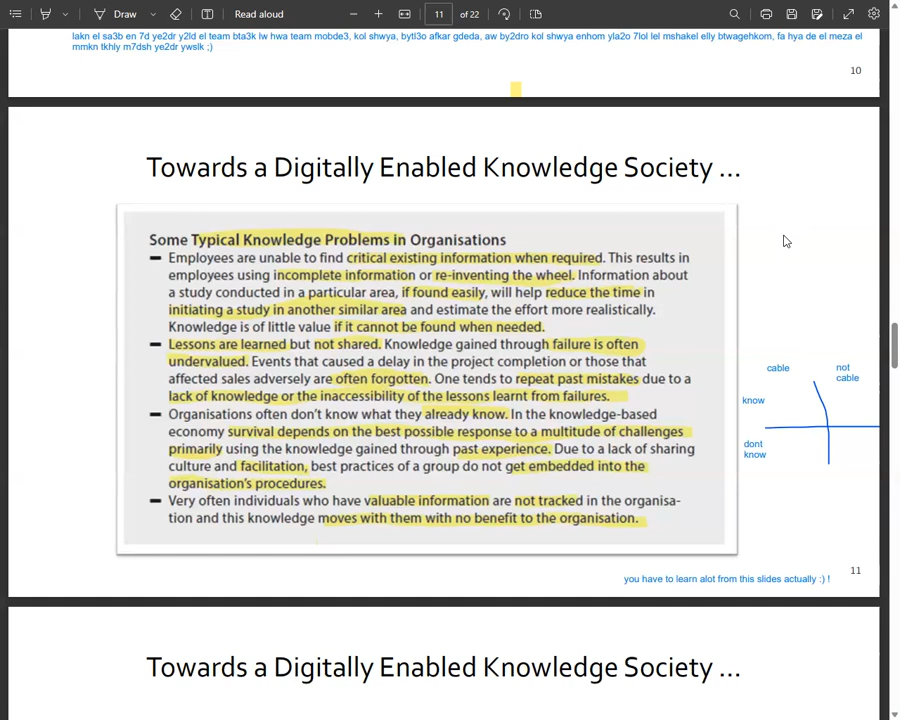 Draw
Read aloud
11
of 22
lakn el sa3b en 7d ye2dr y2ld el team bta3k lw hwa team mobde3, kol shwya, bytl3o afkar gdeda, aw by2dro kol shwya enhom yla2o 7lol lel mshakel elly btwagehkom, fa hya de el meza el
mmkn tkhly m7dsh ye2dr ywslk ;)
10
Towards a Digitally Enabled Knowledge Society ...
Some Typical Knowledge Problems in Organisations
– Employees are unable to find critical existing information when required. This results in
employees using incomplete information or re-inventing the wheel. Information about
a study conducted in a particular area, if found easily, will help reduce the time in
initiating a study in another similar area and estimate the effort more realistically.
Knowledge is of little value if it cannot be found when needed.
– Lessons are learned but not shared. Knowledge gained through failure is often
undervalued. Events that caused a delay in the project completion or those that
affected sales adversely are often forgotten. One tends to repeat past mistakes due to a
lack of knowledge or the inaccessibility of the lessons learnt from failures.
– Organisations often don't know what they already know. In the knowledge-based
economy survival depends on the best possible response to a multitude of challenges
primarily using the knowledge gained through past experience. Due to a lack of sharing
culture and facilitation, best practices of a group do not get embedded into the
organisation's procedures.
– Very often individuals who have valuable information are not tracked in the organisa-
tion and this knowledge moves with them with no benefit to the organisation.
cable
not
cable
know
dont
know
11
you have to learn alot from this slides actually :) !
Towards a Digitally Enabled Knowledge Society ...